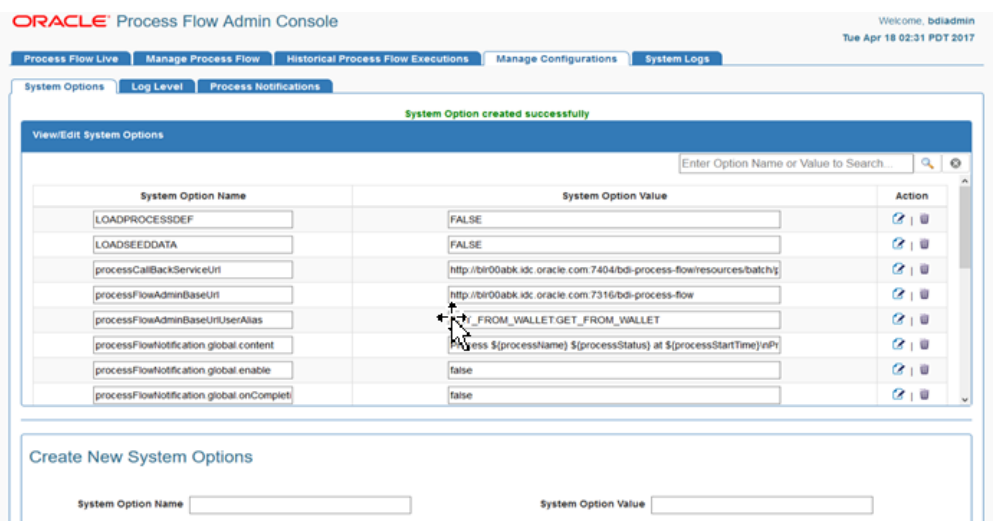 ORACLE Process Flow Admin Console
Welcome, bdiadmin
Tue Apr 18 02:31 PDT 2017
Process Flow Live Manage Process Flow Historical Process Flow Executions Manage Configurations System Logs
System Options Log Level Process Notifications
System Option created successfully
View/Edit System Options
Enter Option Name or Value to Search...
System Option Name System Option Value Action
LOADPROCESSDEF FALSE |
LOADSEEDDATA FALSE |
processCallBackServiceUrl http://blr00abk.idc.oracle.com:7404/bdi-process-flow/resources/batch/p |
processFlowAdminBaseUrl http://blr00abk.idc.oracle.com:7316/bdi-process-flow |
processFlowAdminBaseUrlUserAlias _FROM_WALLET:GET_FROM_WALLET |
processFlowNotification.global.content Process ${processName} ${processStatus} at ${processStartTime}\nPr |
processFlowNotification.global.enable false |
processFlowNotification.global.onCompleti false |
Create New System Options
System Option Name System Option Value